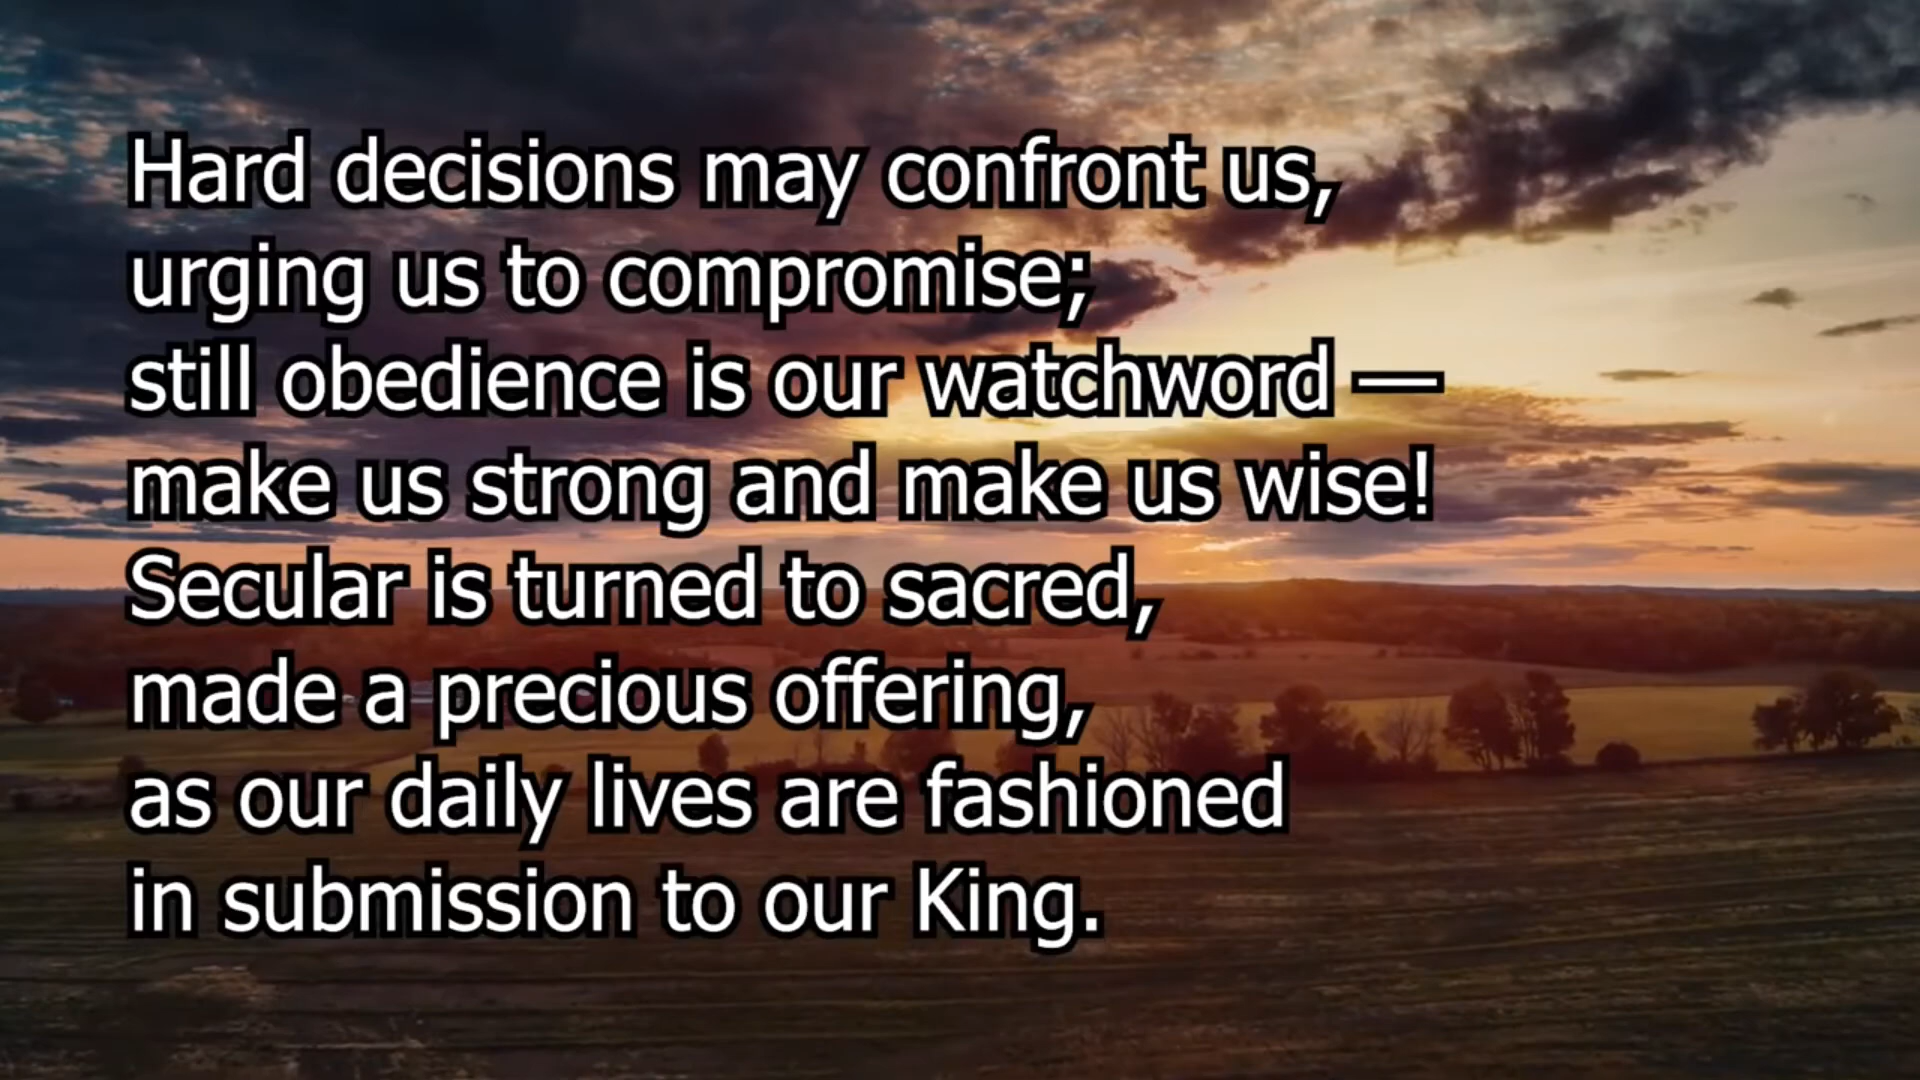 Hard decisions may confront us,
urging us to compromise;
still obedience is our watchword —
make us strong and make us wise!
Secular is turned to sacred,
made a precious offering,
as our daily lives are fashioned
in submission to our King.